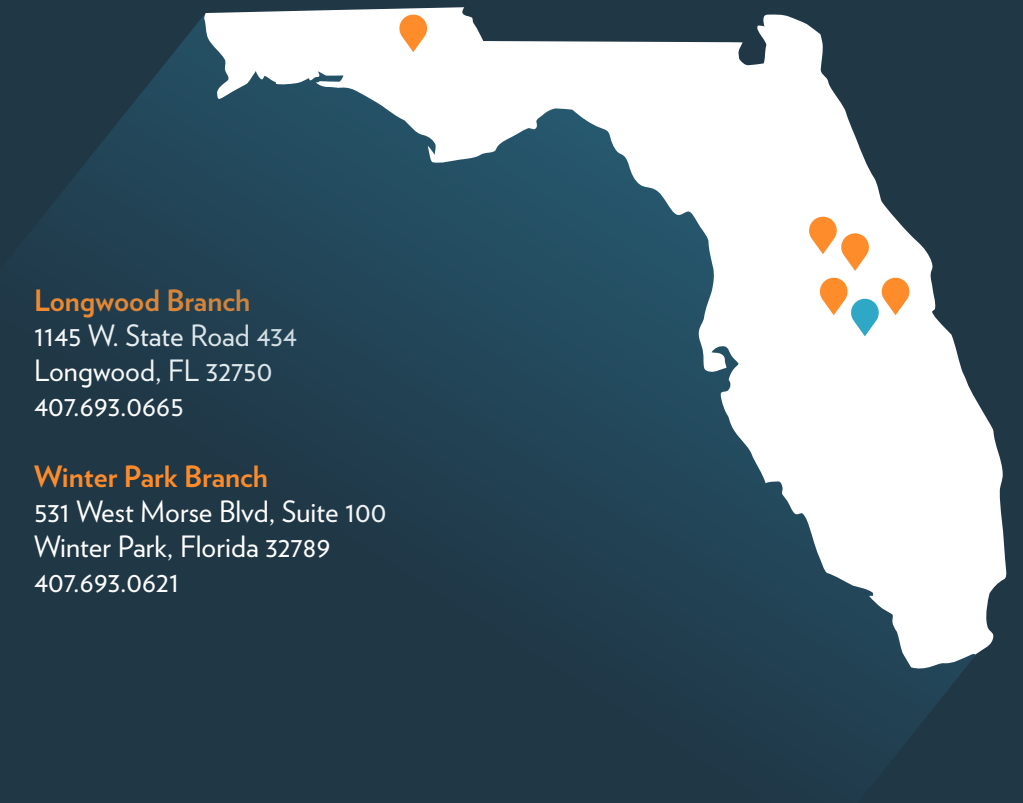 Longwood Branch
1145 W. State Road 434
Longwood, FL 32750
407.693.0665
Winter Park Branch
531 West Morse Blvd, Suite 100
Winter Park, Florida 32789
407.693.0621